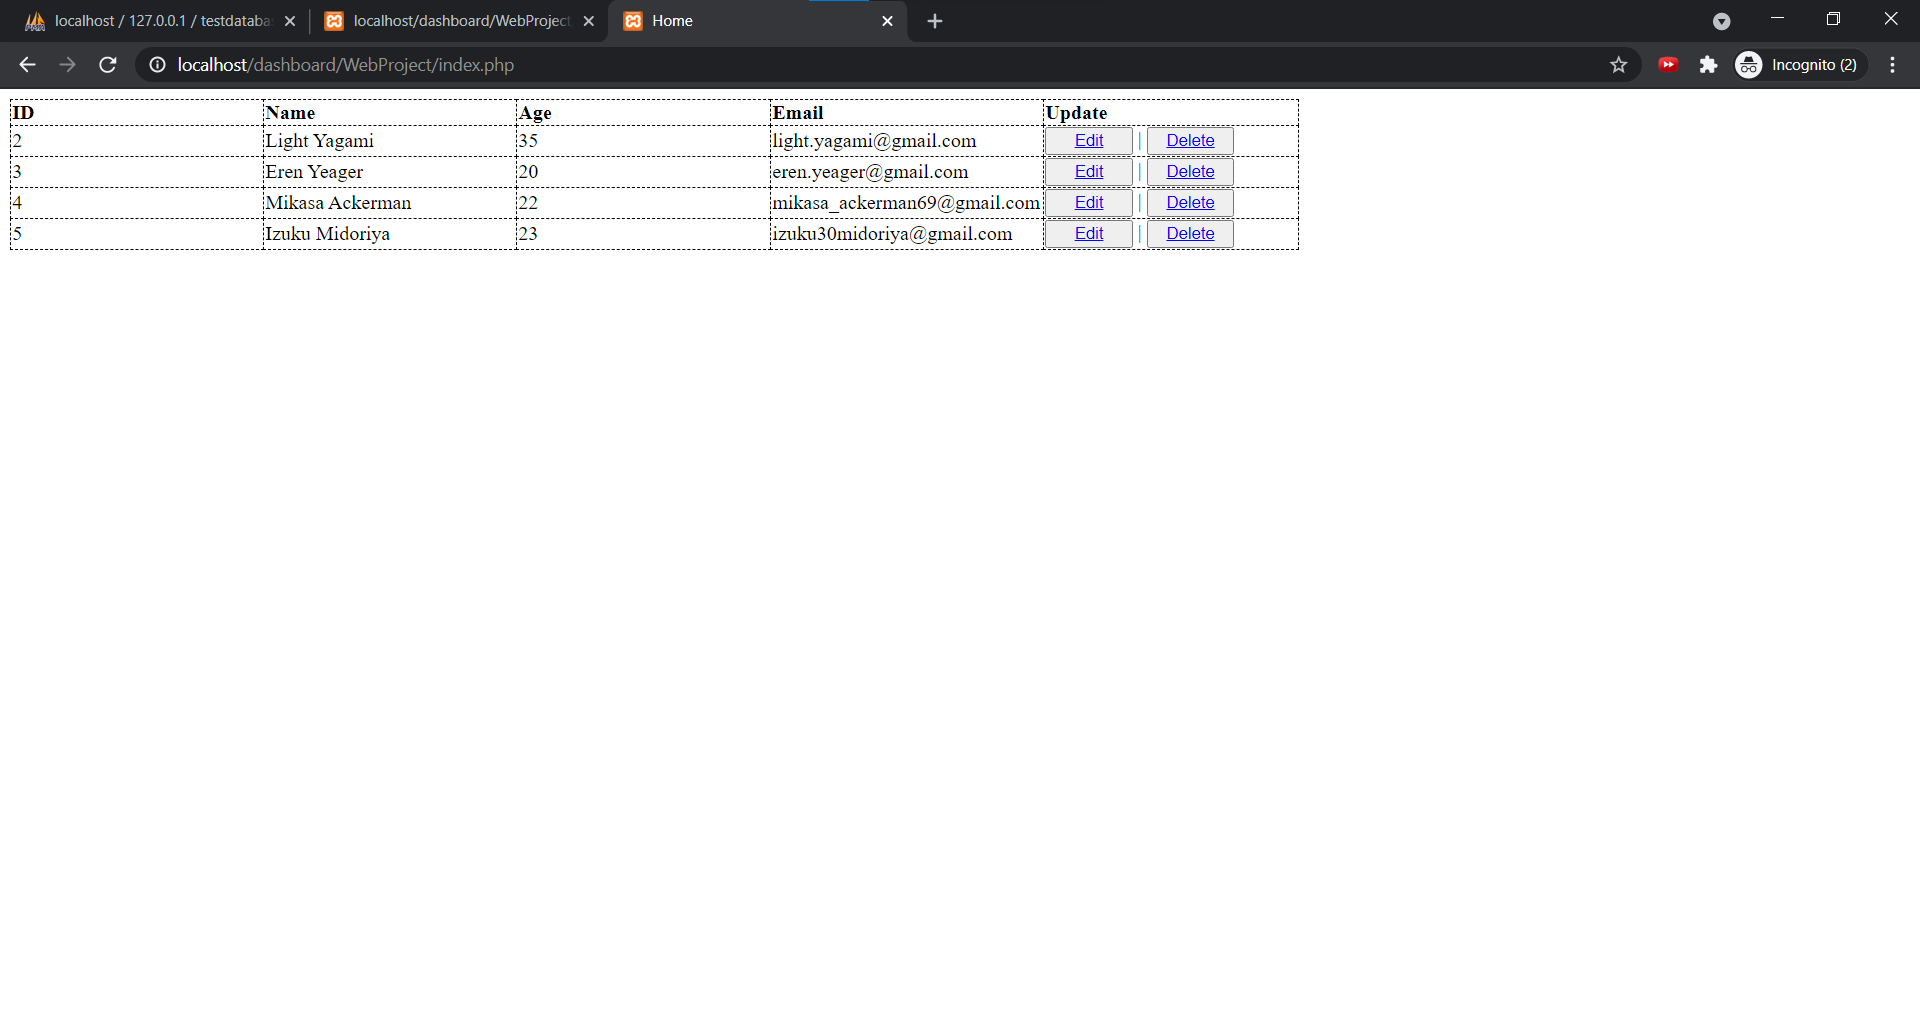 localhost / 127.0.0.1 / testdataba
localhost/dashboard/WebProject
Home
localhost/dashboard/WebProject/index.php
Incognito (2)
ID Name Age Email Update
2 Light Yagami 35 light.yagami@gmail.com Edit | Delete
3 Eren Yeager 20 eren.yeager@gmail.com Edit | Delete
4 Mikasa Ackerman 22 mikasa_ackerman69@gmail.com Edit | Delete
5 Izuku Midoriya 23 izuku30midoriya@gmail.com Edit | Delete